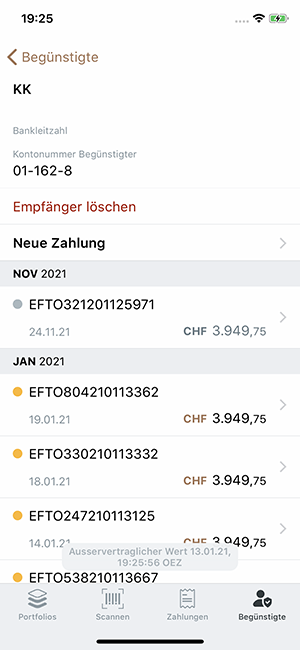 19:25
Begünstigte
KK
Bankleitzahl
Kontonummer Begünstigter
01-162-8
Empfänger löschen
Neue Zahlung
NOV 2021
EFTO321201125971
24.11.21 CHF 3.949,75
JAN 2021
EFTO804210113362
19.01.21 CHF 3.949,75
EFTO330210113332
18.01.21 CHF 3.949,75
EFTO247210113125
14.01.21 CHF 3.949,75
Ausservertraglicher Wert 13.01.21,
19:25:56 OEZ
EFTO538210113667
Portfolios Scannen Zahlungen Begünstigte